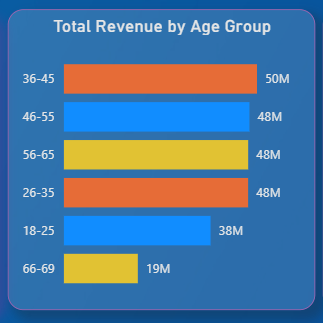 Total Revenue by Age Group
36-45 50M
46-55 48M
56-65 48M
26-35 48M
18-25 38M
66-69 19M